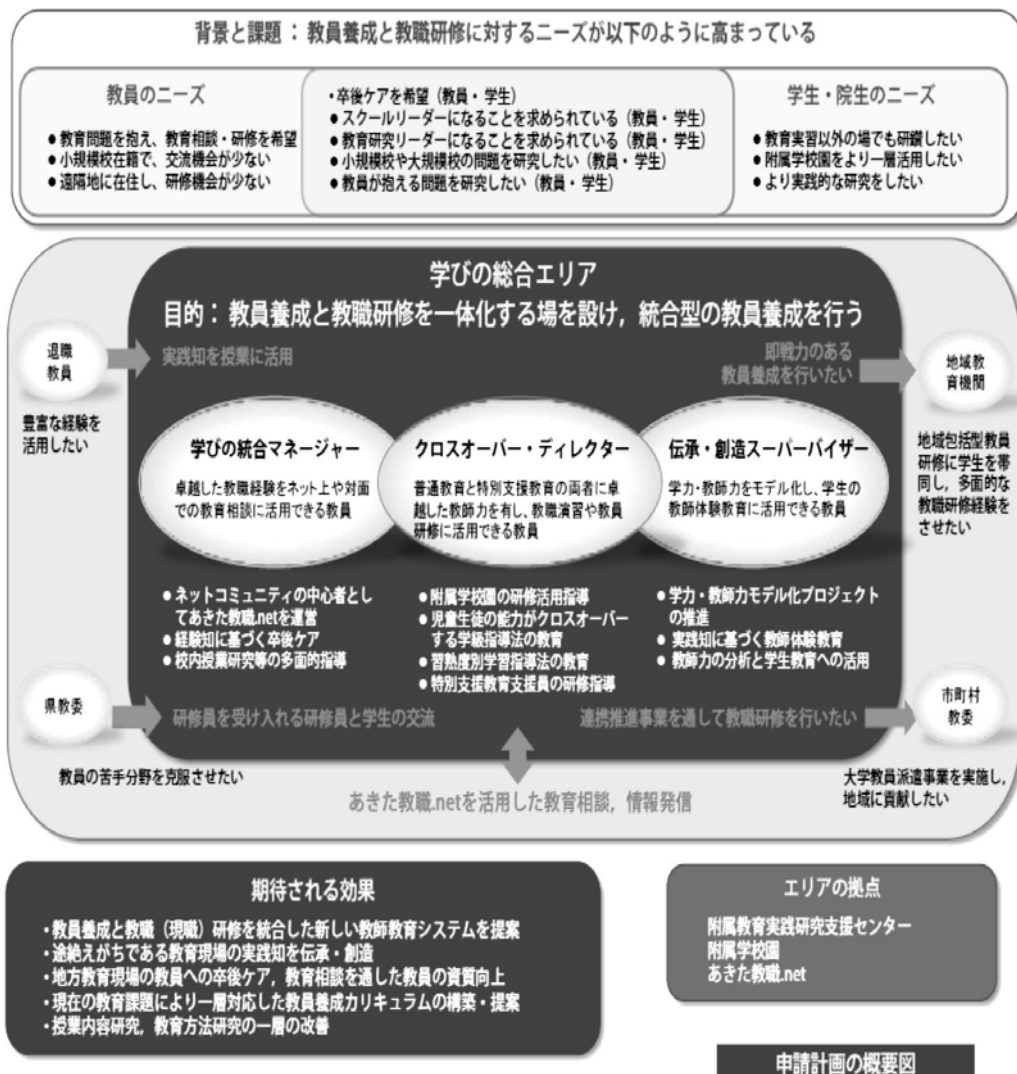 背景と課題 : 教員養成と教職研修に対するニーズが以下のように高まっている
教員のニーズ
● 教育問題を抱え、教育相談・研修を希望
● 小規模校在籍で、交流機会が少ない
● 遠隔地に在住し、研修機会が少ない
・卒後ケアを希望（教員・学生）
● スクールリーダーになることを求められている（教員・学生）
● 教育研究リーダーになることを求められている（教員・学生）
● 小規模校や大規模校の問題を研究したい（教員・学生）
● 教員が抱える問題を研究したい（教員・学生）
学生・院生のニーズ
● 教育実習以外の場でも研鑽したい
● 附属学校園をより一層活用したい
● より実践的な研究をしたい
学びの総合エリア
目的 : 教員養成と教職研修を一体化する場を設け，統合型の教員養成を行う
退職
教員
豊富な経験を
活用したい
実践知を授業に活用
即戦力のある
教員養成を行いたい
地域教
育機関
地域包括型教員
研修に学生を帯
同し，多面的な
教職研修経験を
させたい
学びの統合マネージャー
卓越した教職経験をネット上や対面
での教育相談に活用できる教員
クロスオーバー・ディレクター
普通教育と特別支援教育の両者に卓
越した教師力を有し、教職演習や教員
研修に活用できる教員
伝承・創造スーパーバイザー
学力・教師力をモデル化し、学生の
教師体験教育に活用できる教員
● ネットコミュニティの中心者とし
てあきた教職.netを運営
● 経験知に基づく卒後ケア
● 校内授業研究等の多面的指導
● 附属学校園の研修活用指導
● 児童生徒の能力がクロスオーバー
する学級指導法の教育
● 習熟度別学習指導法の教育
● 特別支援教育支援員の研修指導
● 学力・教師力モデル化プロジェクト
の推進
● 実践知に基づく教師体験教育
● 教師力の分析と学生教育への活用
県教委
研修員を受け入れる研修員と学生の交流
教員の苦手分野を克服させたい
連携推進事業を通して教職研修を行いたい
市町村
教委
大学教員派遣事業を実施し，
地域に貢献したい
あきた教職.netを活用した教育相談，情報発信
期待される効果
・教員養成と教職（現職）研修を統合した新しい教師教育システムを提案
・途絶えがちである教育現場の実践知を伝承・創造
・地方教育現場の教員への卒後ケア，教育相談を通した教員の資質向上
・現在の教育課題により一層対応した教員養成カリキュラムの構築・提案
・授業内容研究，教育方法研究の一層の改善
エリアの拠点
附属教育実践研究支援センター
附属学校園
あきた教職.net
申請計画の概要図